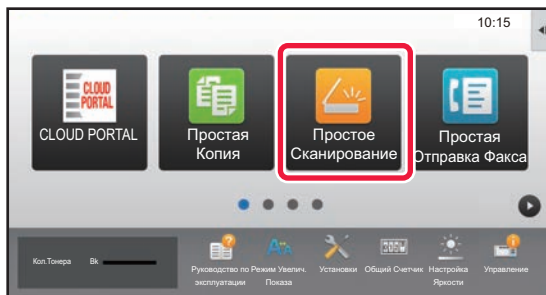 10:15
CLOUD
PORTAL
CLOUD PORTAL
Простая
Копия
Простое
Сканирование
Простая
Отправка Факса
Кол.Тонера Bk
Руководство по
эксплуатации
Режим Увелич.
Показа
Установки
Общий Счетчик
Настройка
Яркости
Управление